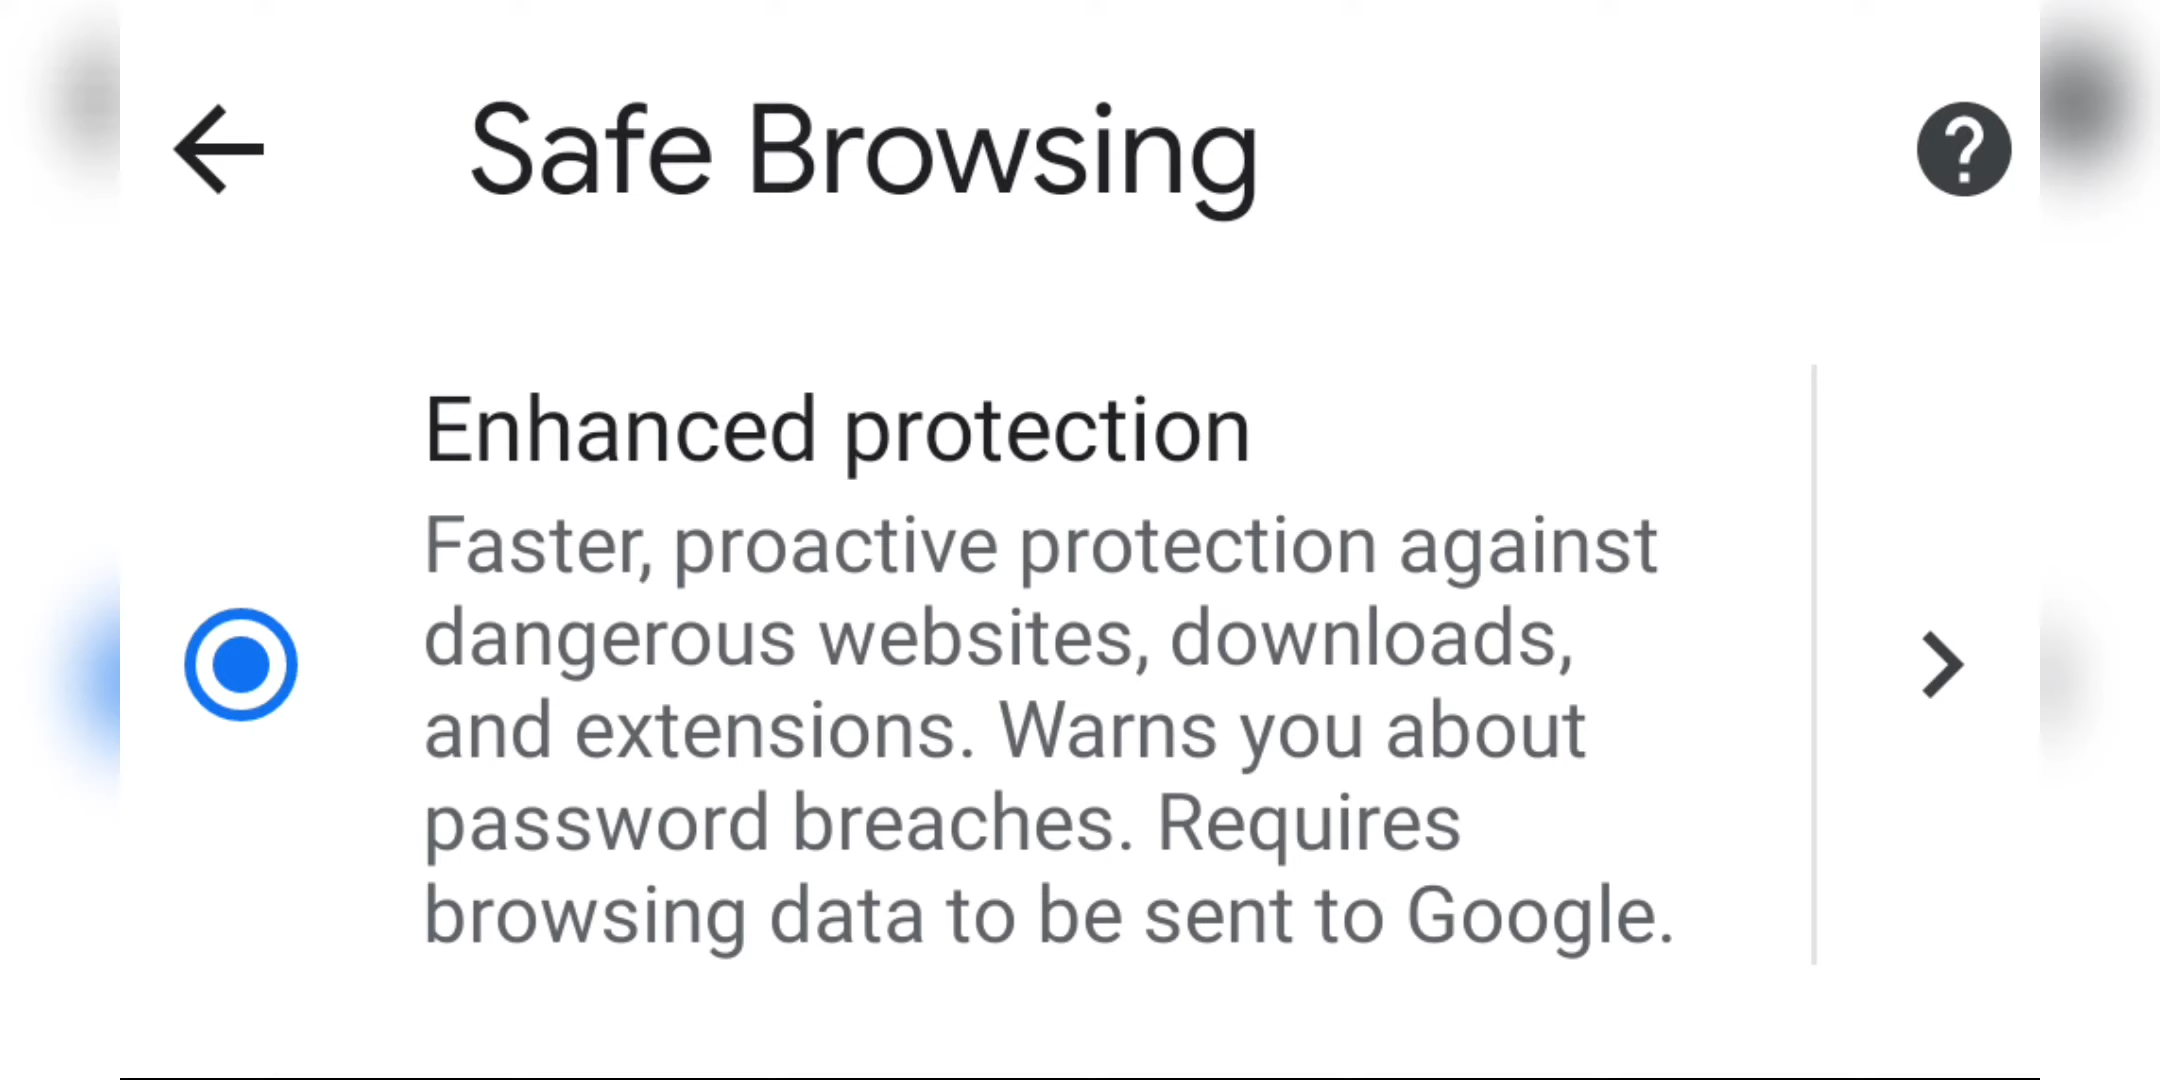 Safe Browsing
Enhanced protection
Faster, proactive protection against
dangerous websites, downloads,
and extensions. Warns you about
password breaches. Requires
browsing data to be sent to Google.